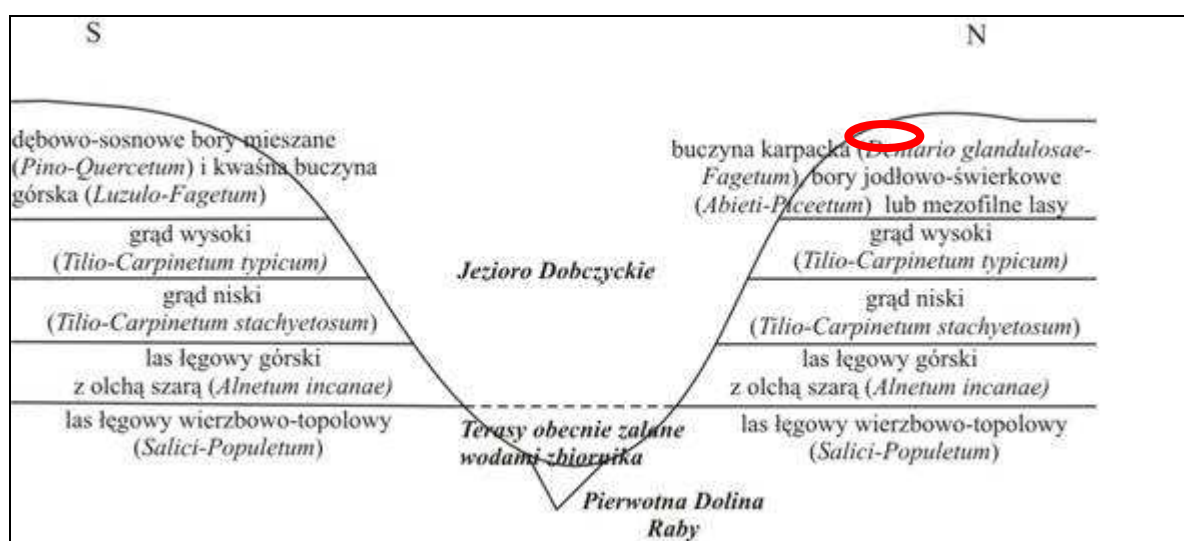 S
N
dębowo-sosnowe bory mieszane
(Pino-Quercetum) i kwaśna buczyna
górska (Luzulo-Fagetum)
buczyna karpacka (Dentario glandulosae-
Fagetum) bory jodłowo-świerkowe
(Abieti-Piceetum) lub mezofilne lasy
grąd wysoki
(Tilio-Carpinetum typicum)
grąd niski
(Tilio-Carpinetum stachyetosum)
las łęgowy górski
z olchą szarą (Alnetum incanae)
las łęgowy wierzbowo-topolowy
(Salici-Populetum)
Jezioro Dobczyckie
Terasy obecnie zalane
wodami zbiornika
Pierwotna Dolina
Raby
grąd wysoki
(Tilio-Carpinetum typicum)
grąd niski
(Tilio-Carpinetum stachyetosum)
las łęgowy górski
z olchą szarą (Alnetum incanae)
las łęgowy wierzbowo-topolowy
(Salici-Populetum)